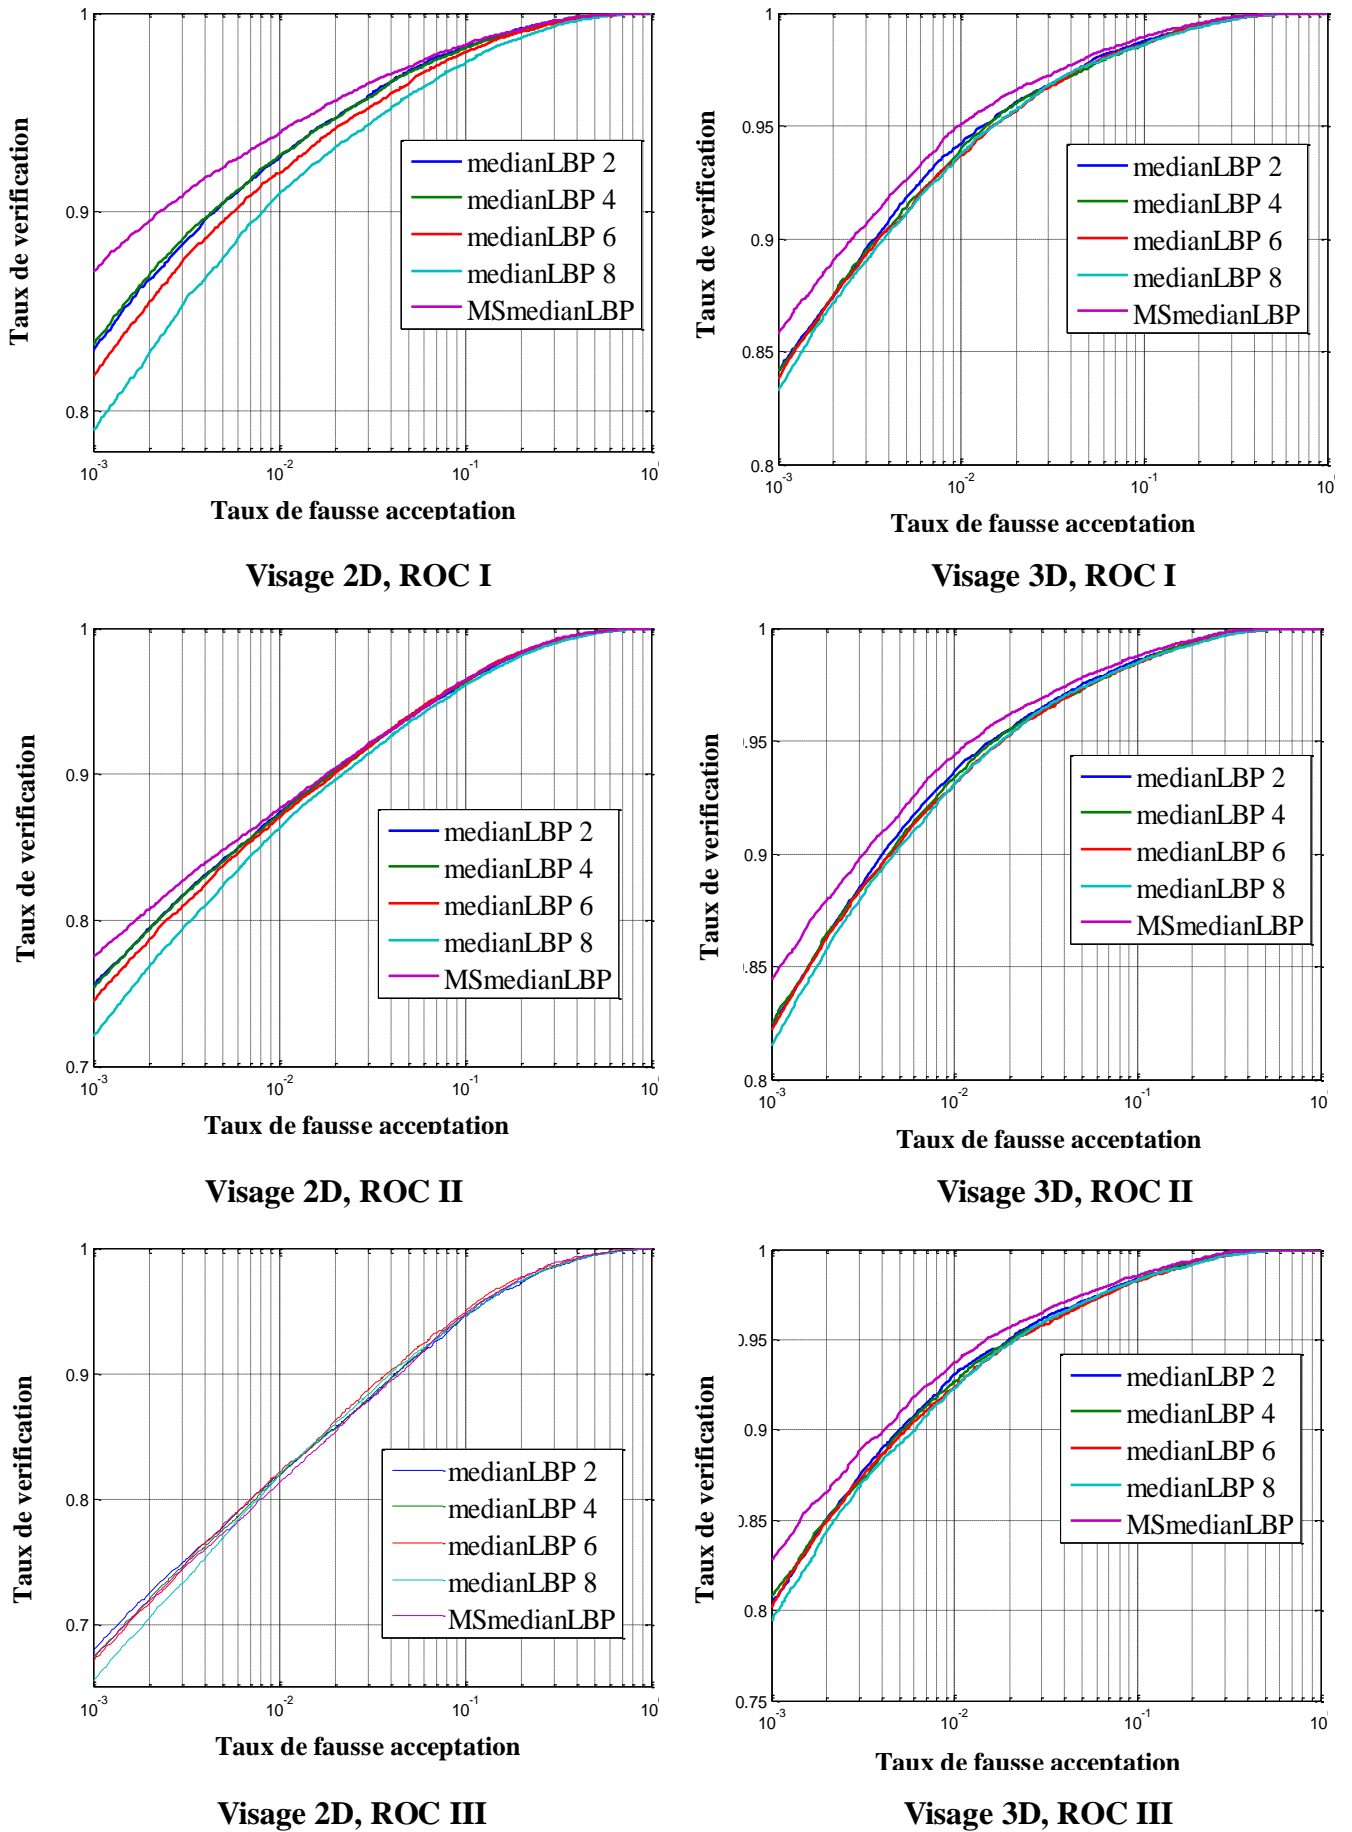 1
0.9
0.8
Taux de verification
medianLBP 2
medianLBP 4
medianLBP 6
medianLBP 8
MSmedianLBP
10-3
10-2
10-1
10
Taux de fausse acceptation
Visage 2D, ROC I
1
0.95
0.9
0.85
0.8
Taux de verification
medianLBP 2
medianLBP 4
medianLBP 6
medianLBP 8
MSmedianLBP
10-3
10-2
10-1
10
Taux de fausse acceptation
Visage 3D, ROC I
1
0.9
0.8
0.7
Taux de verification
medianLBP 2
medianLBP 4
medianLBP 6
medianLBP 8
MSmedianLBP
10-3
10-2
10-1
10
Taux de fausse acceptation
Visage 2D, ROC II
1
.95
0.9
.85
0.8
Taux de verification
medianLBP 2
medianLBP 4
medianLBP 6
medianLBP 8
MSmedianLBP
10-3
10-2
10-1
10
Taux de fausse acceptation
Visage 3D, ROC II
1
0.9
0.8
0.7
Taux de verification
medianLBP 2
medianLBP 4
medianLBP 6
medianLBP 8
MSmedianLBP
10-3
10-2
10-1
10
Taux de fausse acceptation
Visage 2D, ROC III
1
0.95
0.9
0.85
0.8
0.75
Taux de verification
medianLBP 2
medianLBP 4
medianLBP 6
medianLBP 8
MSmedianLBP
10-3
10-2
10-1
10
Taux de fausse acceptation
Visage 3D, ROC III